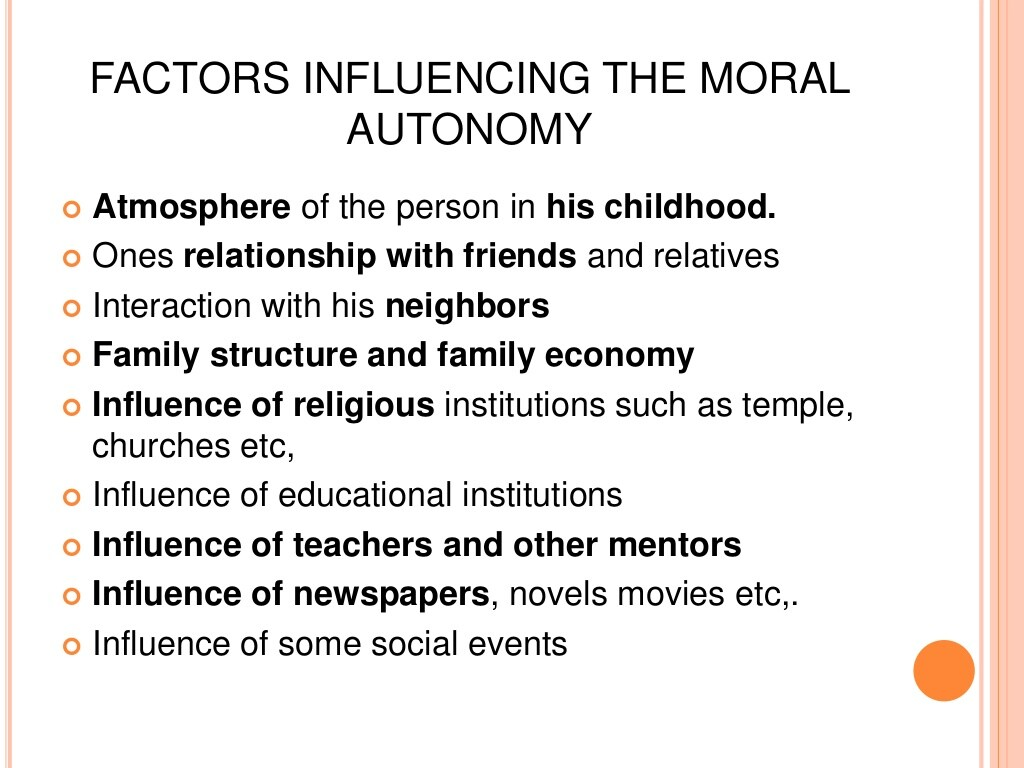 FACTORS INFLUENCING THE MORAL
AUTONOMY
Atmosphere of the person in his childhood.
Ones relationship with friends and relatives
Interaction with his neighbors
Family structure and family economy
Influence of religious institutions such as temple,
churches etc,
Influence of educational institutions
Influence of teachers and other mentors
Influence of newspapers, novels movies etc,.
Influence of some social events